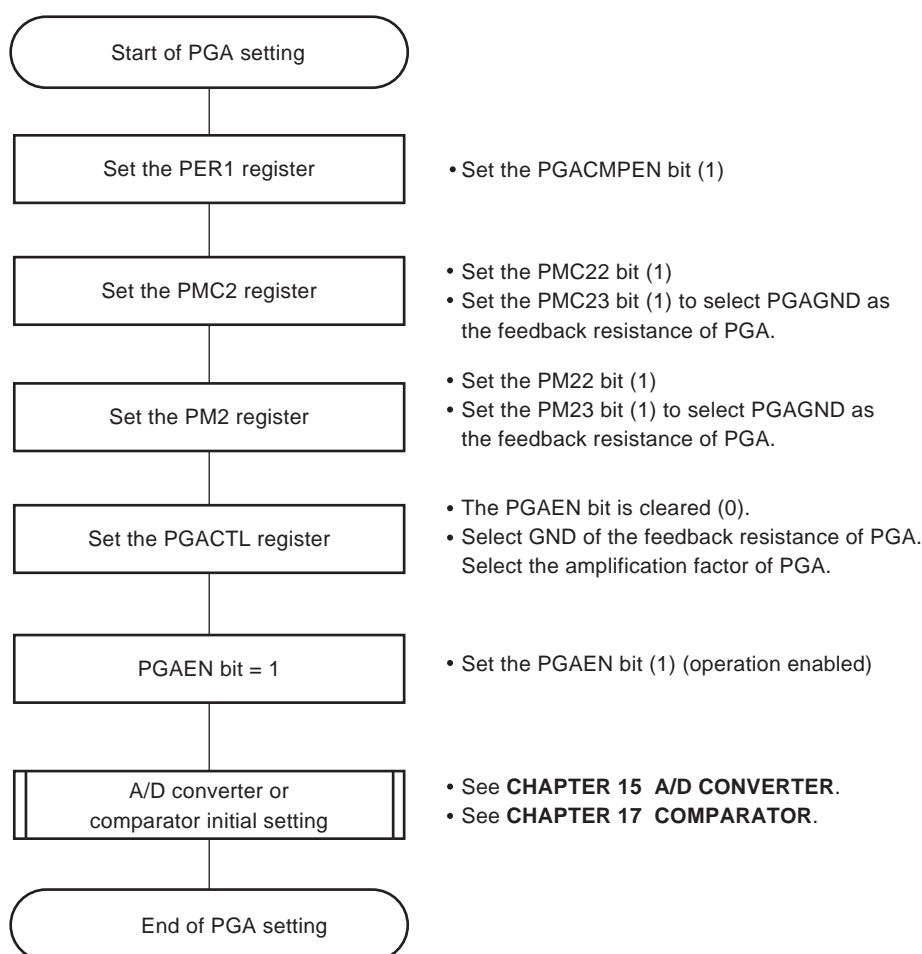 Start of PGA setting
Set the PER1 register
• Set the PGACMPEN bit (1)
Set the PMC2 register
• Set the PMC22 bit (1)
• Set the PMC23 bit (1) to select PGAGND as
the feedback resistance of PGA.
Set the PM2 register
• Set the PM22 bit (1)
• Set the PM23 bit (1) to select PGAGND as
the feedback resistance of PGA.
Set the PGACTL register
• The PGAEN bit is cleared (0).
• Select GND of the feedback resistance of PGA.
Select the amplification factor of PGA.
PGAEN bit = 1
• Set the PGAEN bit (1) (operation enabled)
A/D converter or
comparator initial setting
• See CHAPTER 15 A/D CONVERTER.
• See CHAPTER 17 COMPARATOR.
End of PGA setting